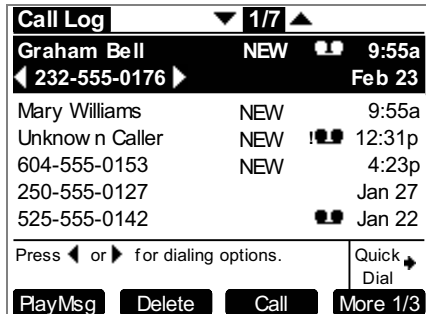 Call Log 1/7
Graham Bell NEW 9:55a
232-555-0176 Feb 23
Mary Williams NEW 9:55a
Unknown Caller NEW ! 12:31p
604-555-0153 NEW 4:23p
250-555-0127 Jan 27
525-555-0142 Jan 22
Press or for dialing options. Quick
Dial
PlayMsg Delete Call More 1/3